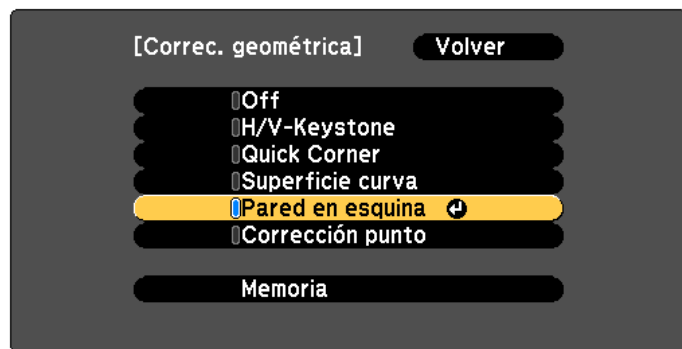 [Correc. geométrica] Volver
Off
H/V-Keystone
Quick Corner
Superficie curva
Pared en esquina
Corrección punto
Memoria